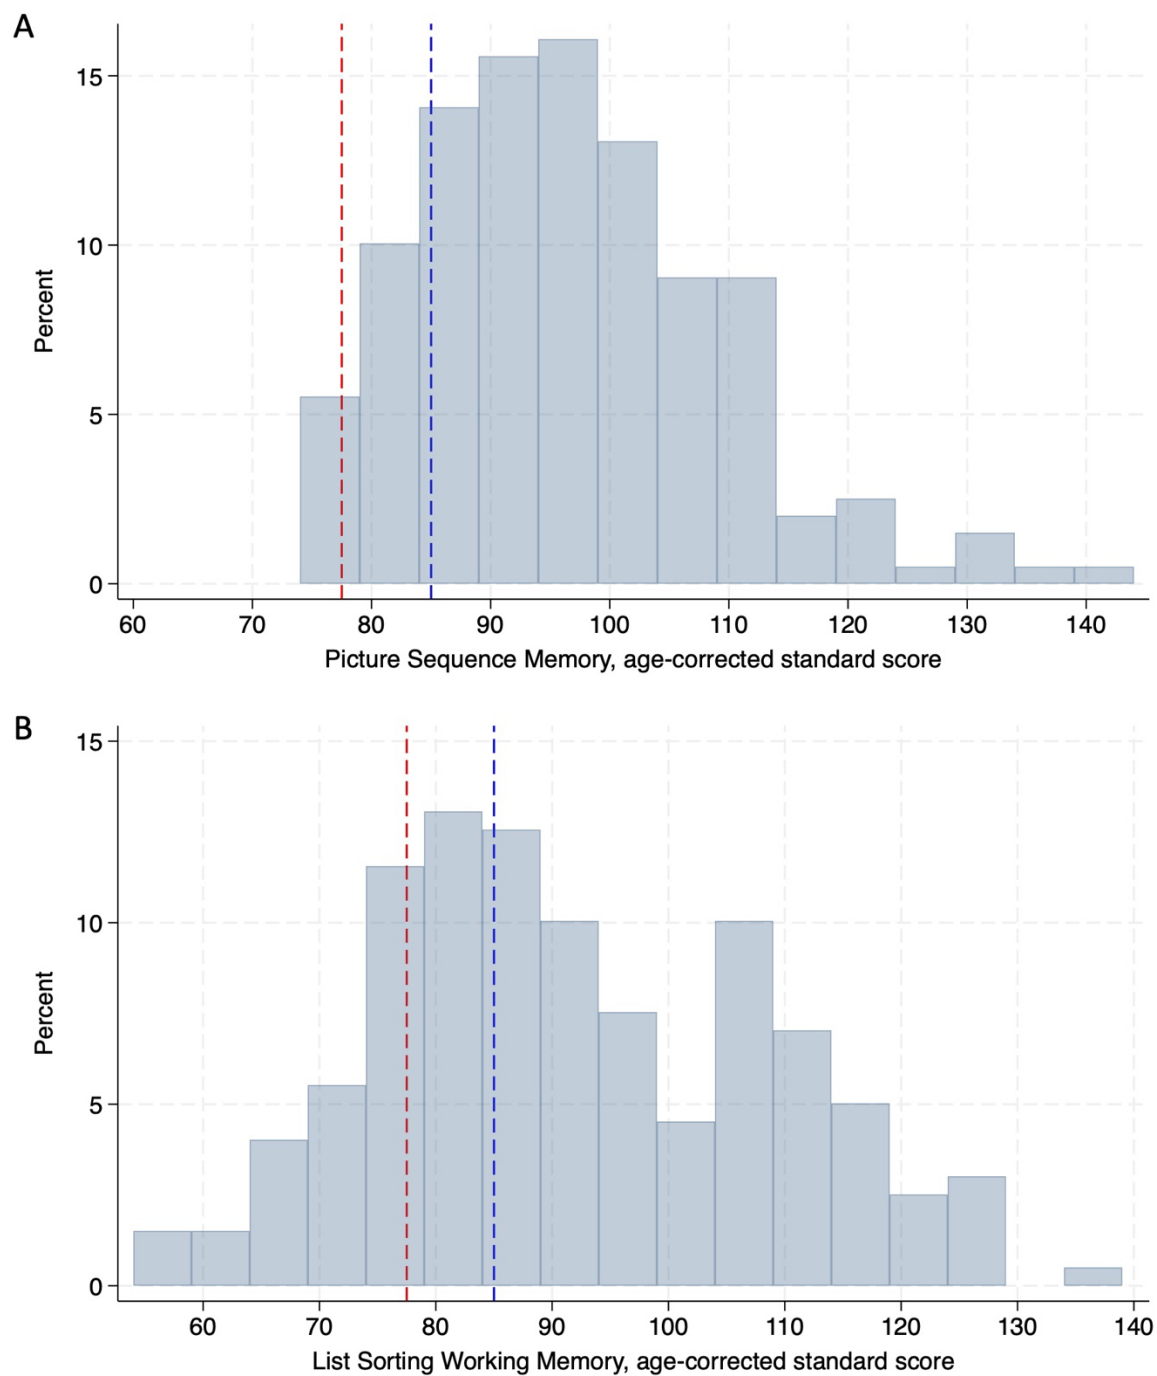 A
15
10
5
0
Percent
60 70 80 90 100 110 120 130 140
Picture Sequence Memory, age-corrected standard score
B
15
10
5
0
Percent
60 70 80 90 100 110 120 130 140
List Sorting Working Memory, age-corrected standard score